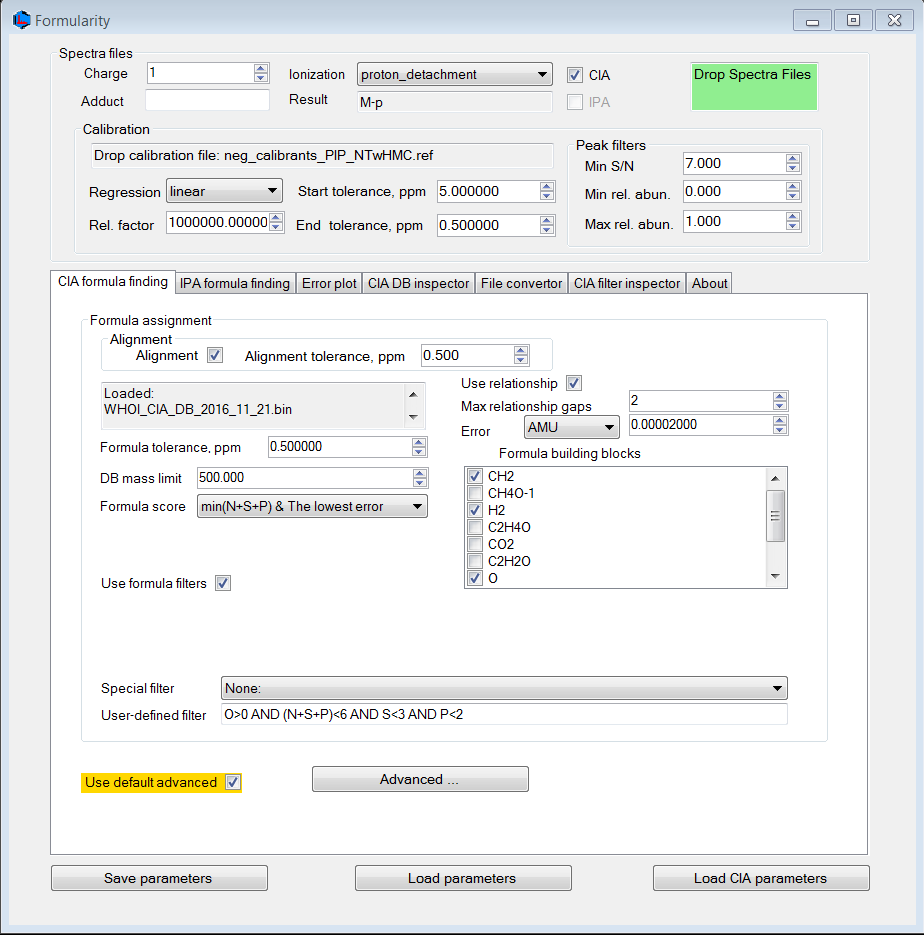 Formularity
Spectra files
Charge 1 Ionization proton_detachment CIA Drop Spectra Files
Adduct Result M-p IPA
Calibration
Drop calibration file: neg_calibrants_PIP_NTwHMC.ref
Regression linear Start tolerance, ppm 5.000000
Rel. factor 1000000.00000 End tolerance, ppm 0.500000
Peak filters
Min S/N 7.000
Min rel. abun. 0.000
Max rel. abun. 1.000
CIA formula finding IPA formula finding Error plot CIA DB inspector File convertor CIA filter inspector About
Formula assignment
Alignment
Alignment Alignment tolerance, ppm 0.500
Loaded:
WHOI_CIA_DB_2016_11_21.bin
Formula tolerance, ppm 0.500000
DB mass limit 500.000
Formula score min(N+S+P) & The lowest error
Use formula filters
Use relationship
Max relationship gaps 2
Error AMU 0.00002000
Formula building blocks
CH2
CH4O-1
H2
C2H4O
CO2
C2H2O
O
Special filter None:
User-defined filter O>0 AND (N+S+P)<6 AND S<3 AND P<2
Use default advanced Advanced ...
Save parameters Load parameters Load CIA parameters